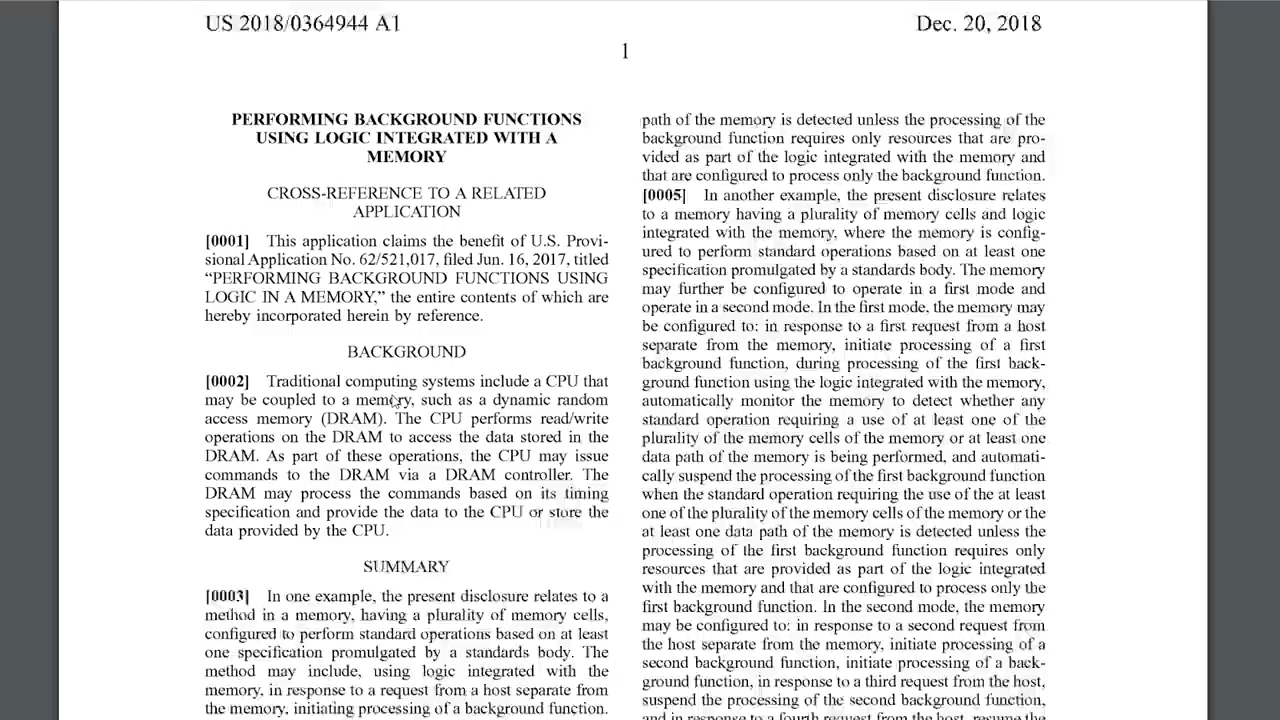 US 2018/0364944 A1
Dec. 20, 2018
1
PERFORMING BACKGROUND FUNCTIONS
USING LOGIC INTEGRATED WITH A
MEMORY
CROSS-REFERENCE TO A RELATED
APPLICATION
[0001] This application claims the benefit of U.S. Provi-
sional Application No. 62/521,017, filed Jun. 16, 2017, titled
“PERFORMING BACKGROUND FUNCTIONS USING
LOGIC IN A MEMORY,” the entire contents of which are
hereby incorporated herein by reference.
BACKGROUND
[0002] Traditional computing systems include a CPU that
may be coupled to a memory, such as a dynamic random
access memory (DRAM). The CPU performs read/write
operations on the DRAM to access the data stored in the
DRAM. As part of these operations, the CPU may issue
commands to the DRAM via a DRAM controller. The
DRAM may process the commands based on its timing
specification and provide the data to the CPU or store the
data provided by the CPU.
SUMMARY
[0003] In one example, the present disclosure relates to a
method in a memory, having a plurality of memory cells,
configured to perform standard operations based on at least
one specification promulgated by a standards body. The
method may include, using logic integrated with the
memory, in response to a request from a host separate from
the memory, initiating processing of a background function.
path of the memory is detected unless the processing of the
background function requires only resources that are pro-
vided as part of the logic integrated with the memory and
that are configured to process only the background function.
[0005] In another example, the present disclosure relates
to a memory having a plurality of memory cells and logic
integrated with the memory, where the memory is config-
ured to perform standard operations based on at least one
specification promulgated by a standards body. The memory
may further be configured to operate in a first mode and
operate in a second mode. In the first mode, the memory may
be configured to: in response to a first request from a host
separate from the memory, initiate processing of a first
background function, during processing of the first back-
ground function using the logic integrated with the memory,
automatically monitor the memory to detect whether any
standard operation requiring a use of at least one of the
plurality of the memory cells of the memory or at least one
data path of the memory is being performed, and automati-
cally suspend the processing of the first background function
when the standard operation requiring the use of the at least
one of the plurality of the memory cells of the memory or the
at least one data path of the memory is detected unless the
processing of the first background function requires only
resources that are provided as part of the logic integrated
with the memory and that are configured to process only the
first background function. In the second mode, the memory
may be configured to: in response to a second request from
the host separate from the memory, initiate processing of a
second background function, initiate processing of a back-
ground function, in response to a third request from the host,
suspend the processing of the second background function,
and in response to a fourth request from the host, resume the